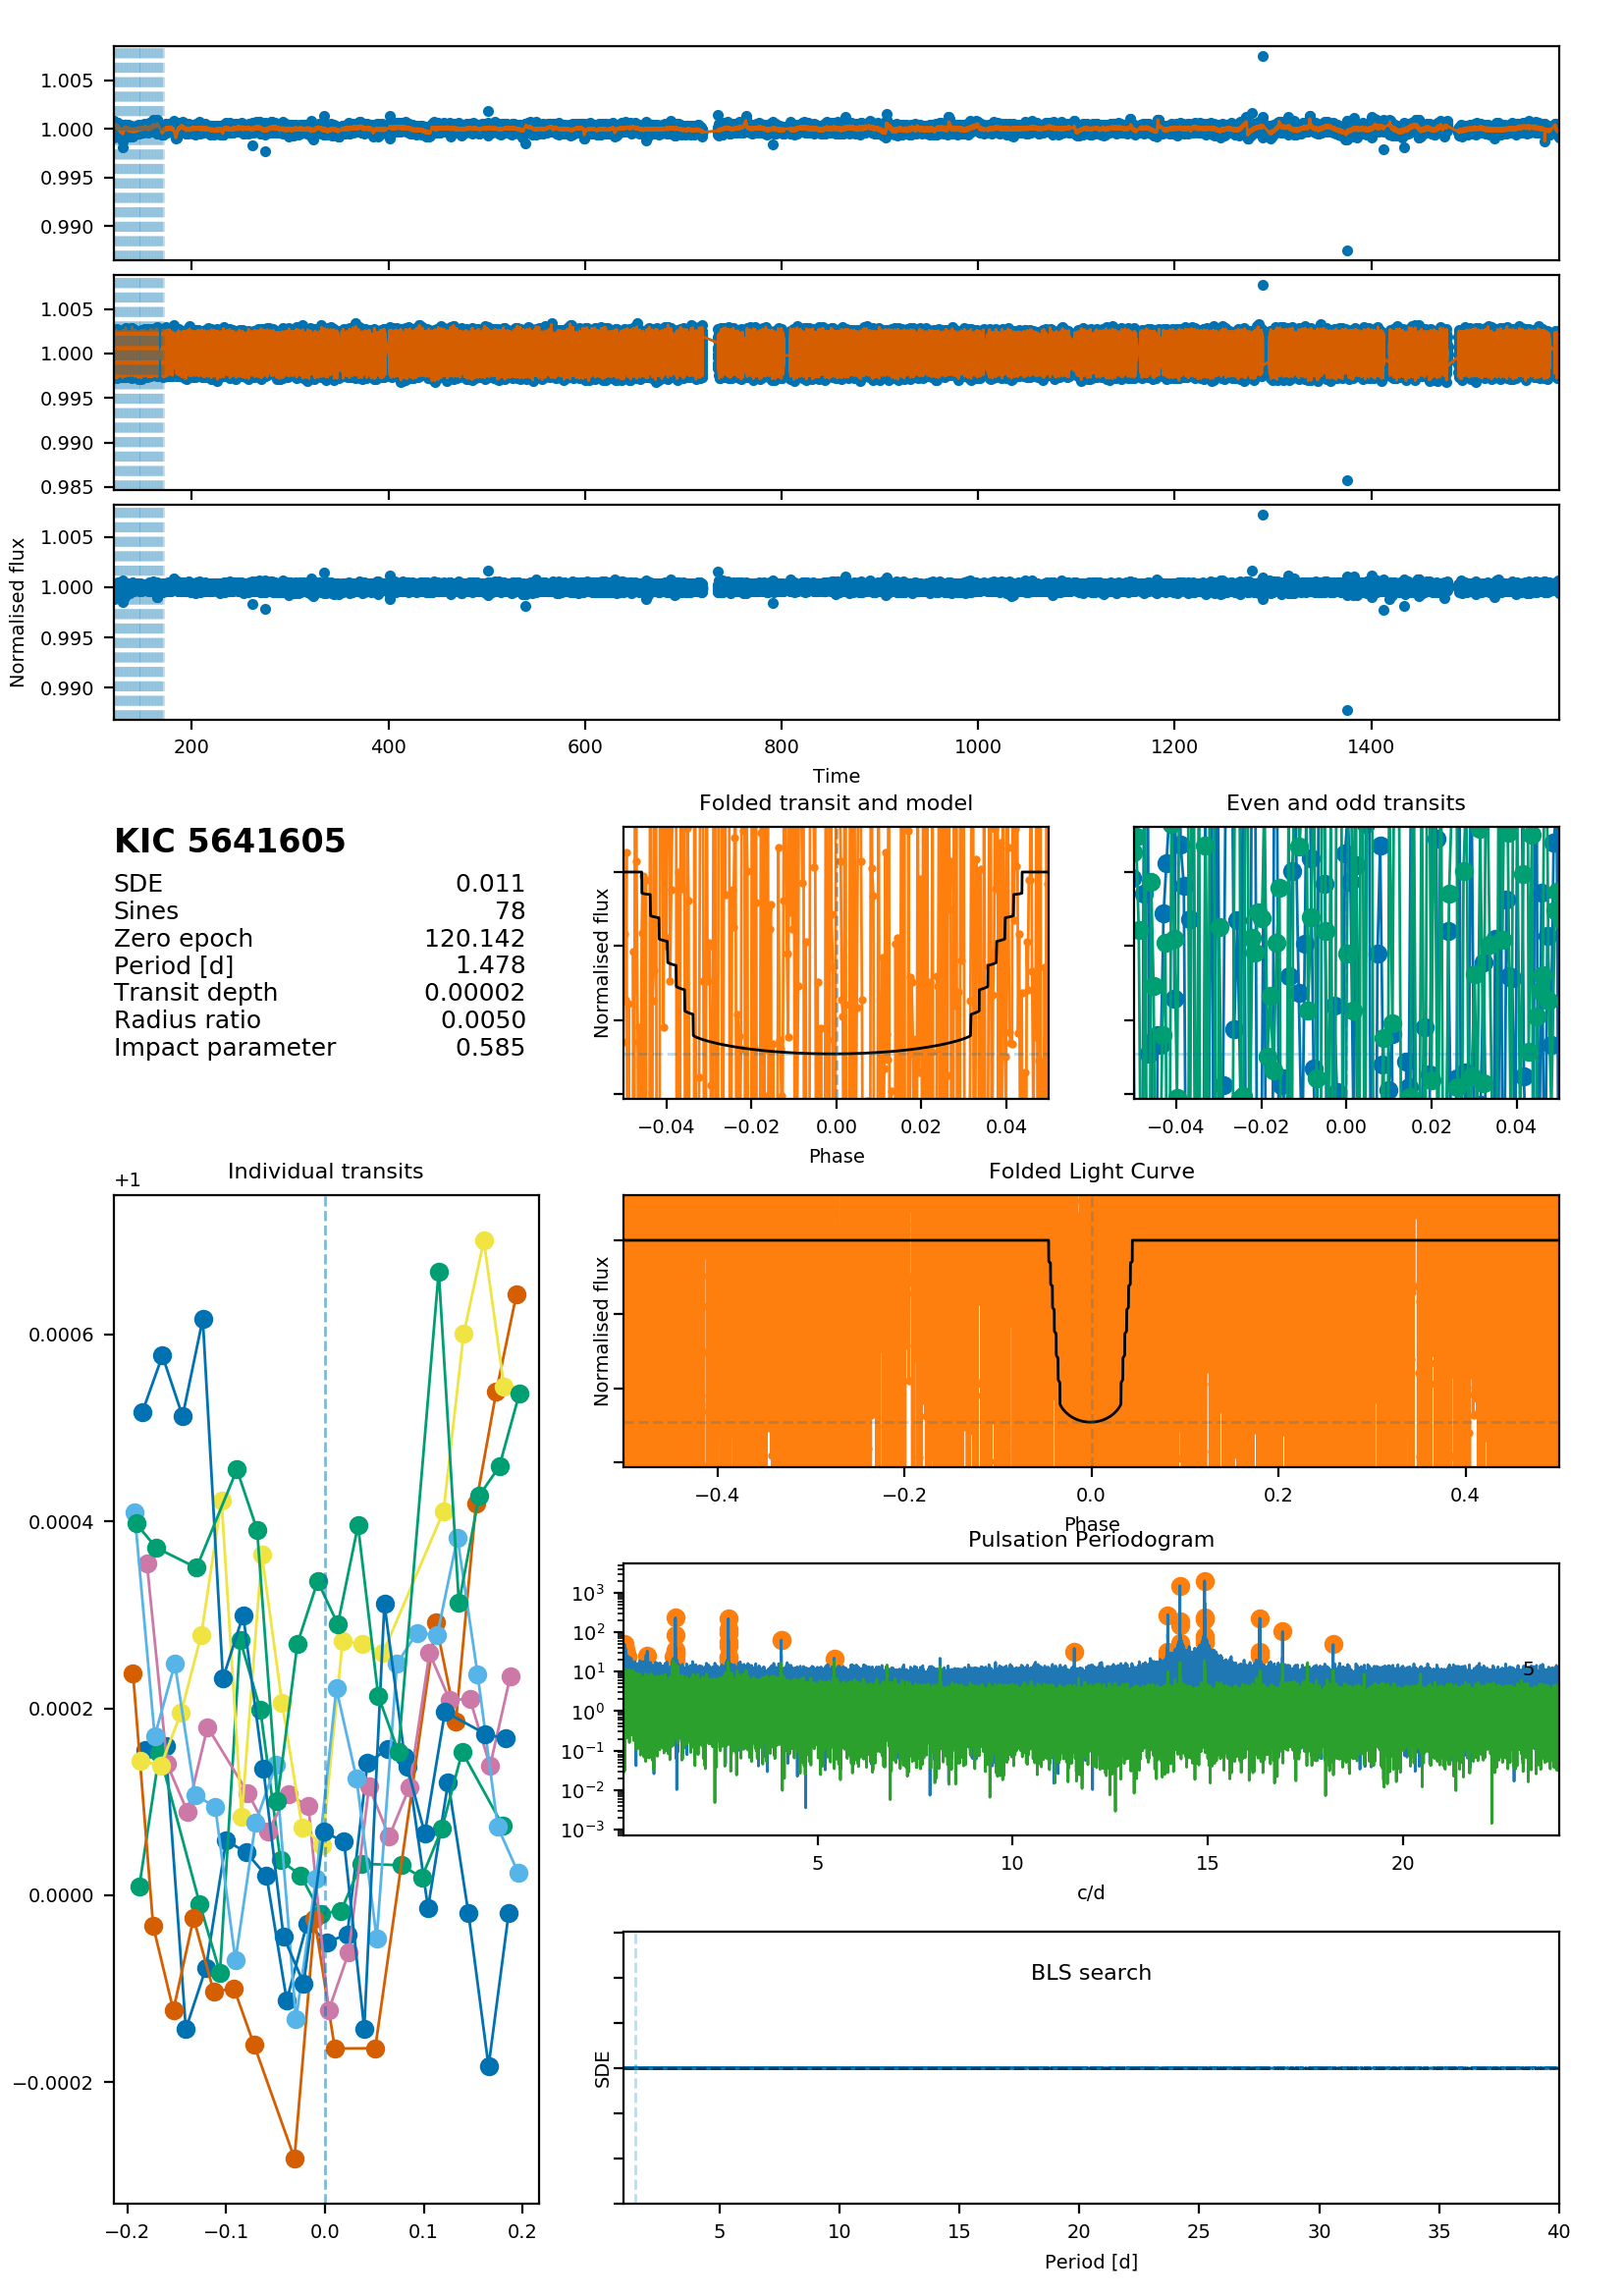 1.005
1.000
0.995
0.990
1.005
1.000
0.995
0.990
0.985
1.005
1.000
0.995
0.990
Normalised flux
200 400 600 800 1000 1200 1400
Time
KIC 5641605
SDE 0.011
Sines 78
Zero epoch 120.142
Period [d] 1.478
Transit depth 0.00002
Radius ratio 0.0050
Impact parameter 0.585
Folded transit and model
Normalised flux
−0.04 −0.02 0.00 0.02 0.04
Phase
Even and odd transits
−0.04 −0.02 0.00 0.02 0.04
Individual transits
+1
0.0006
0.0004
0.0002
0.0000
−0.0002
−0.2 −0.1 0.0 0.1 0.2
Folded Light Curve
Normalised flux
−0.4 −0.2 0.0 0.2 0.4
Phase
Pulsation Periodogram
10³
10²
10¹
10⁰
10⁻¹
10⁻²
10⁻³
5
5 10 15 20
c/d
BLS search
SDE
5 10 15 20 25 30 35 40
Period [d]